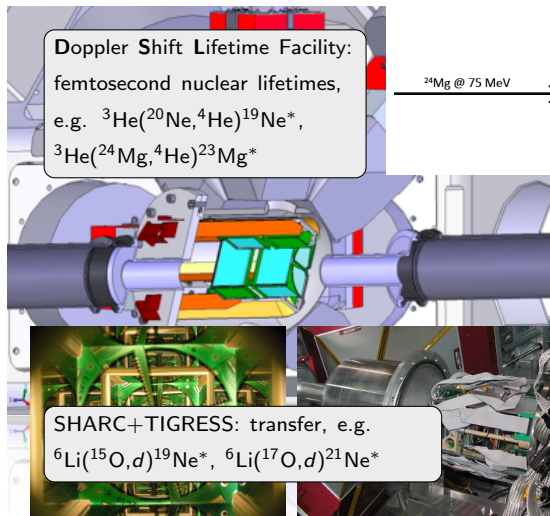 Doppler Shift Lifetime Facility:
femtosecond nuclear lifetimes,
e.g. ³He(²⁰Ne,⁴He)¹⁹Ne*,
³He(²⁴Mg,⁴He)²³Mg*
²⁴Mg @ 75 MeV
SHARC+TIGRESS: transfer, e.g.
⁶Li(¹⁵O,d)¹⁹Ne*, ⁶Li(¹⁷O,d)²¹Ne*